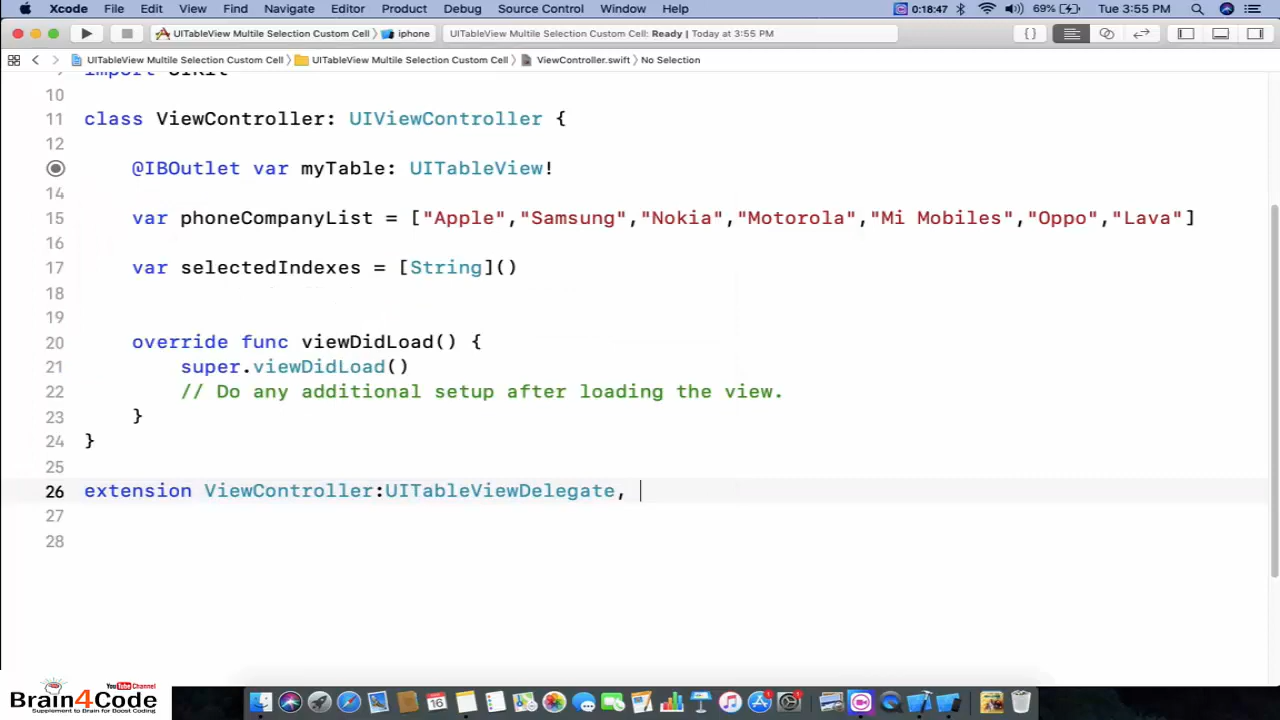 Xcode File Edit View Find Navigate Editor Product Debug Source Control Window Help 0:18:47 69% Tue 3:55 PM
UITableView Multile Selection Custom Cell iphone UITableView Multile Selection Custom Cell: Ready | Today at 3:55 PM
UITableView Multile Selection Custom Cell UITableView Multile Selection Custom Cell ViewController.swift No Selection
import UIKit
10
11 class ViewController: UIViewController {
12
@IBOutlet var myTable: UITableView!
14
15 var phoneCompanyList = ["Apple","Samsung","Nokia","Motorola","Mi Mobiles","Oppo","Lava"]
16
17 var selectedIndexes = [String]()
18
19
20 override func viewDidLoad() {
21 super.viewDidLoad()
22 // Do any additional setup after loading the view.
23 }
24 }
25
26 extension ViewController:UITableViewDelegate,
27
28
YouTube Channel
Brain4Code
Supplement to Brain for Boost Coding